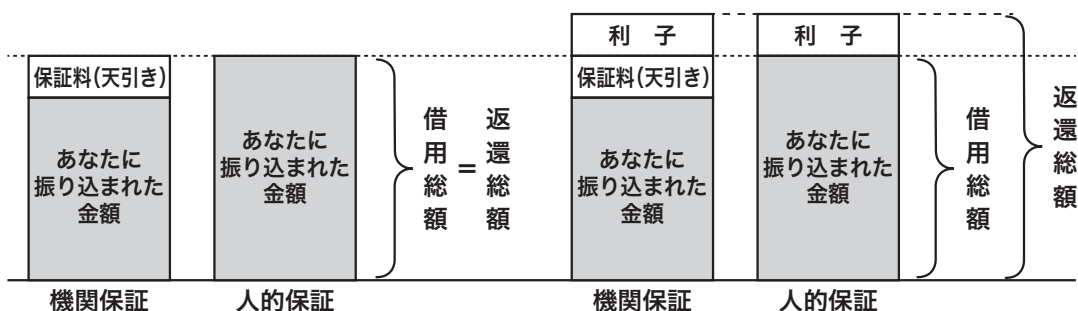 保証料(天引き)
あなたに
振り込まれた
金額
機関保証
あなたに
振り込まれた
金額
人的保証
借用総額
=
返還総額
利 子
保証料(天引き)
あなたに
振り込まれた
金額
機関保証
利 子
あなたに
振り込まれた
金額
人的保証
借用総額
返還総額